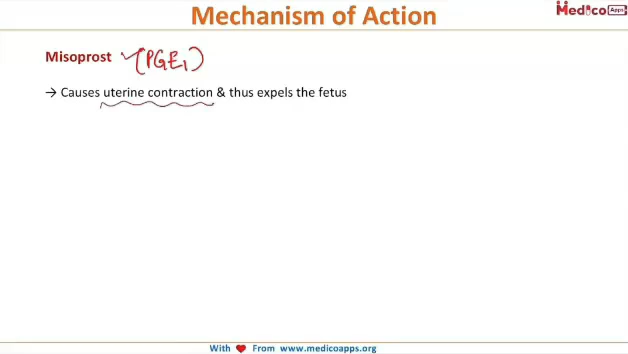 Mechanism of Action
Medico Apps
Misoprost (PGE1)
→ Causes uterine contraction & thus expels the fetus
With ❤ From www.medicoapps.org